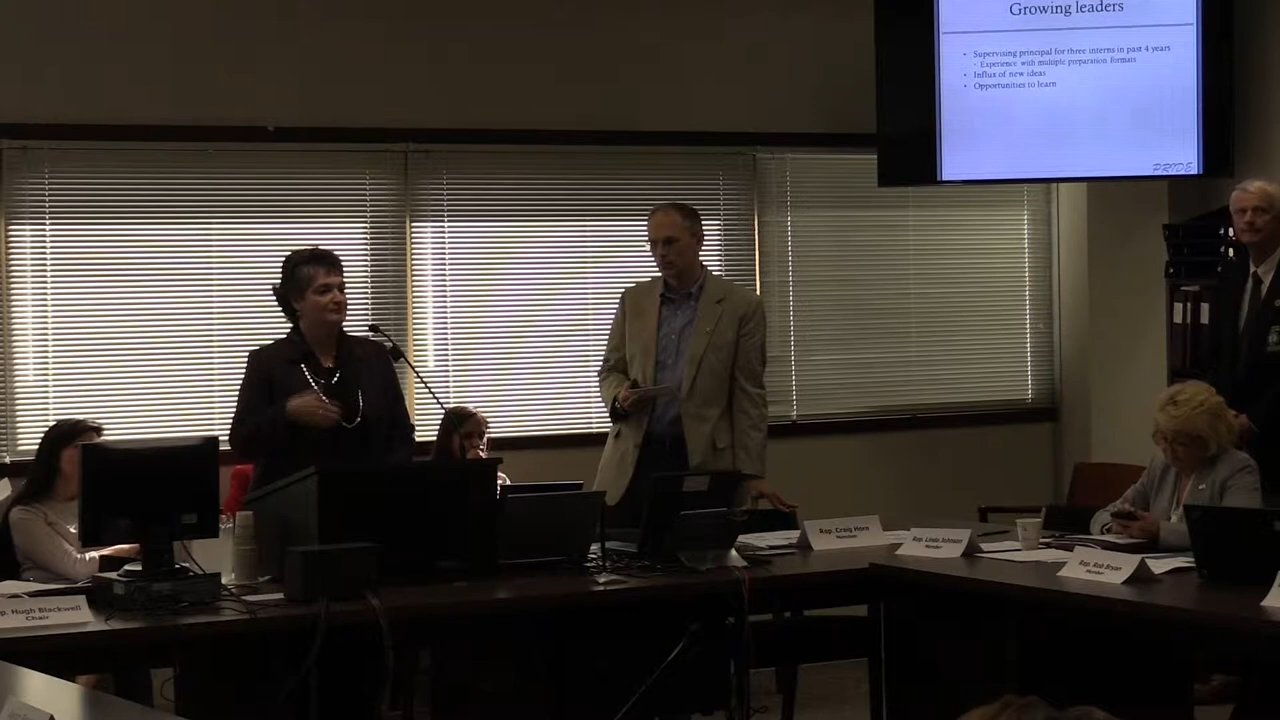 Growing leaders
• Supervising principal for three interns in past 4 years
• Experience with multiple preparation formats
• Influx of new ideas
• Opportunities to learn
PRIDE
p. Hugh Blackwell
Chair
Rep. Craig Horn
Member
Rep. Linda Johnson
Member
Rep. Rob Bryan
Member